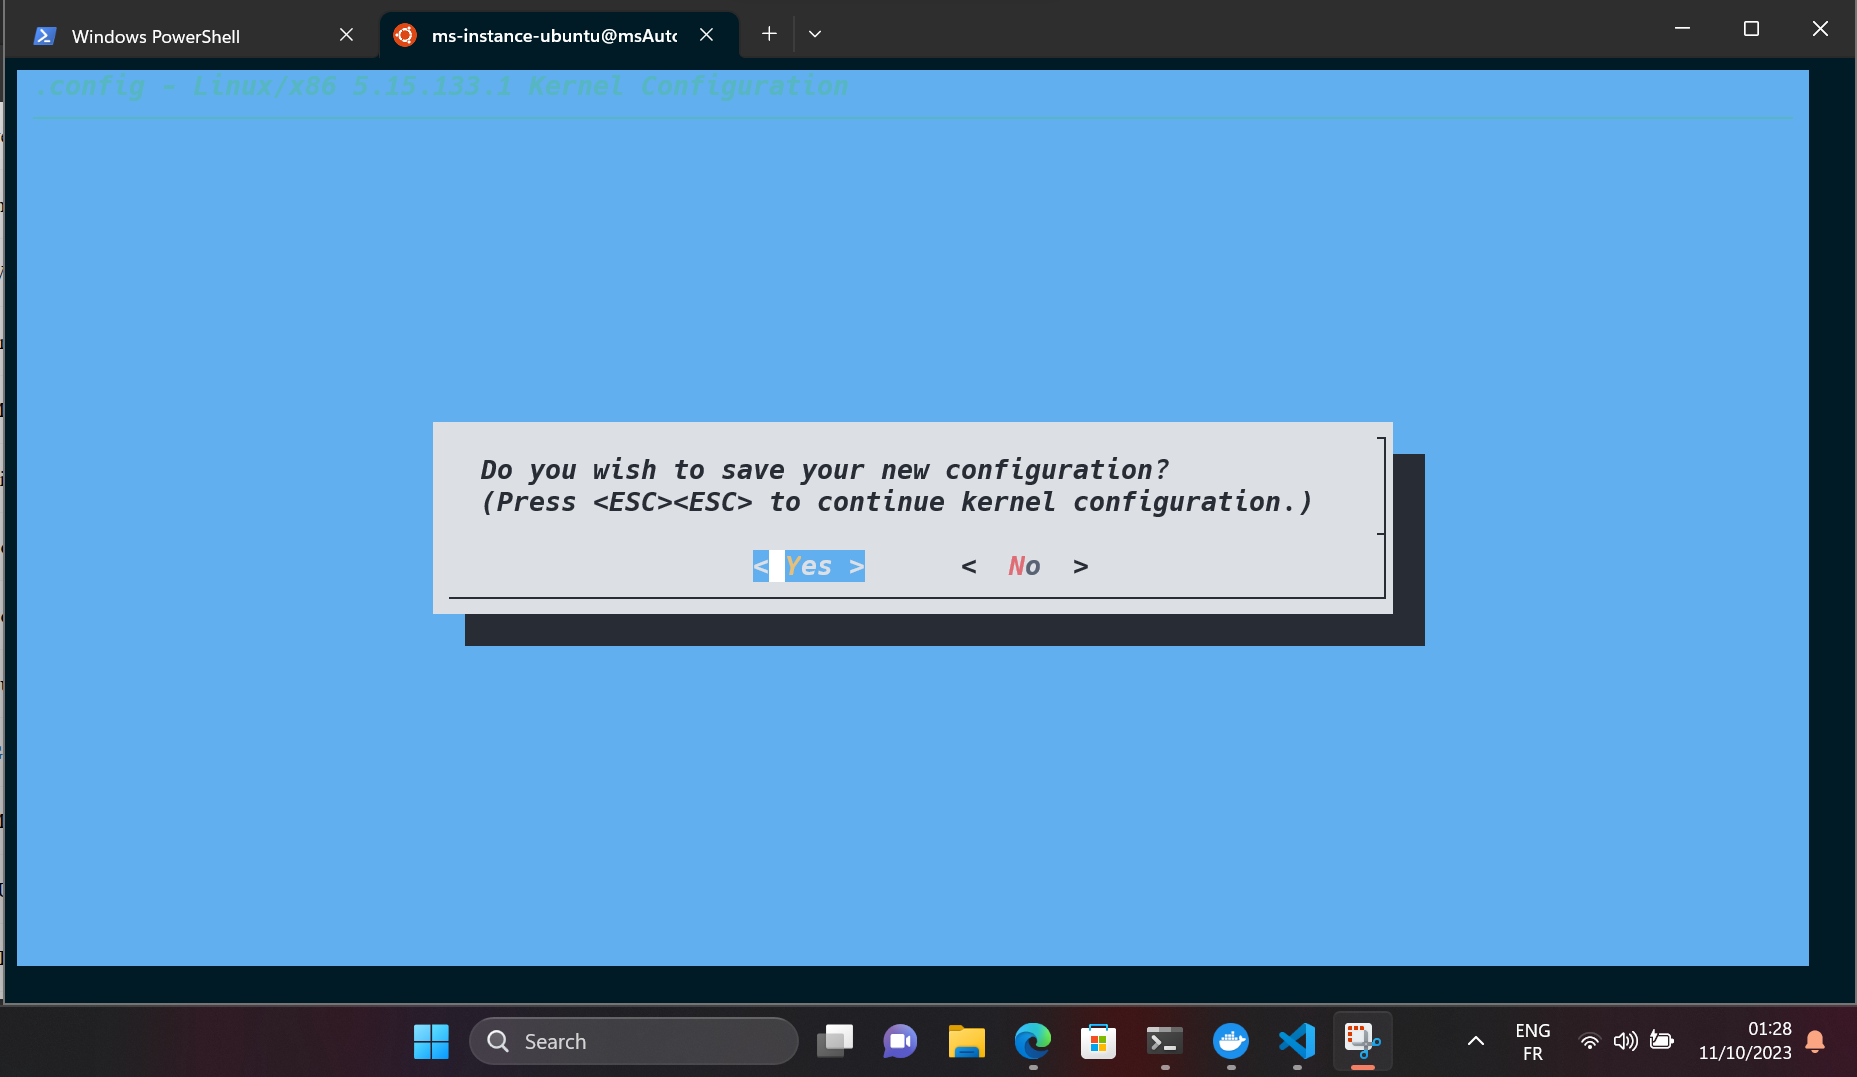 Windows PowerShell
ms-instance-ubuntu@msAuto
.config - Linux/x86 5.15.133.1 Kernel Configuration
Do you wish to save your new configuration?
(Press <ESC><ESC> to continue kernel configuration.)
< Yes > < No >
Search
ENG
FR
01:28
11/10/2023